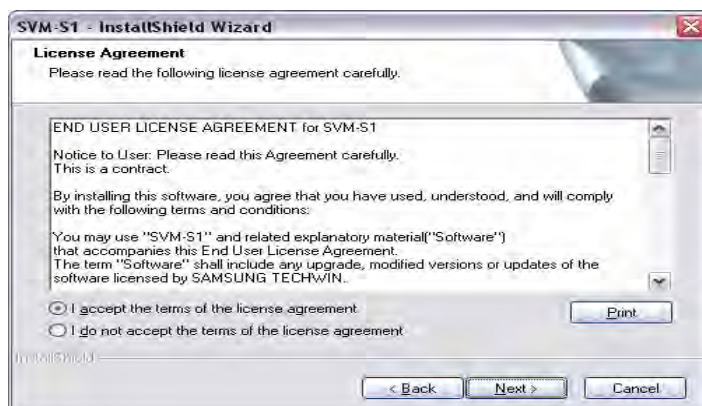 SVM-S1 - InstallShield Wizard
License Agreement
Please read the following license agreement carefully.
END USER LICENSE AGREEMENT for SVM-S1
Notice to User: Please read this Agreement carefully.
This is a contract.
By installing this software, you agree that you have used, understood, and will comply
with the following terms and conditions:
You may use "SVM-S1" and related explanatory material("Software")
that accompanies this End User License Agreement.
The term "Software" shall include any upgrade, modified versions or updates of the
software licensed by SAMSUNG TECHWIN.
I accept the terms of the license agreement
Print
I do not accept the terms of the license agreement
InstallShield
< Back
Next >
Cancel